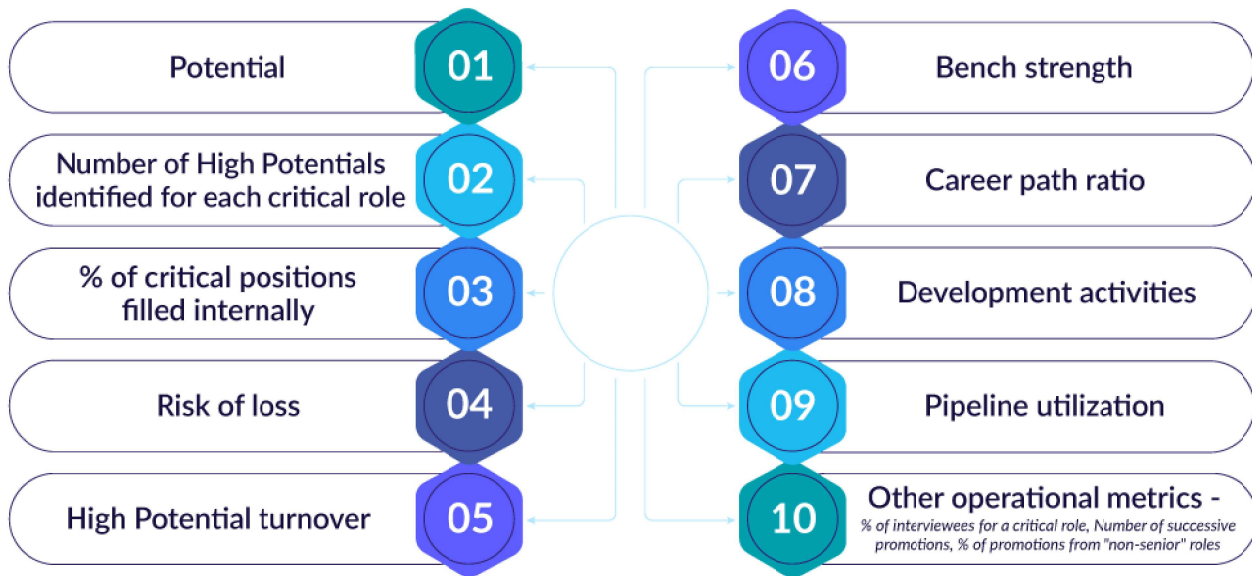 Potential
01
Number of High Potentials
identified for each critical role
02
% of critical positions
filled internally
03
Risk of loss
04
High Potential turnover
05
06
Bench strength
07
Career path ratio
08
Development activities
09
Pipeline utilization
10
Other operational metrics -
% of interviewees for a critical role, Number of successive
promotions, % of promotions from "non-senior" roles